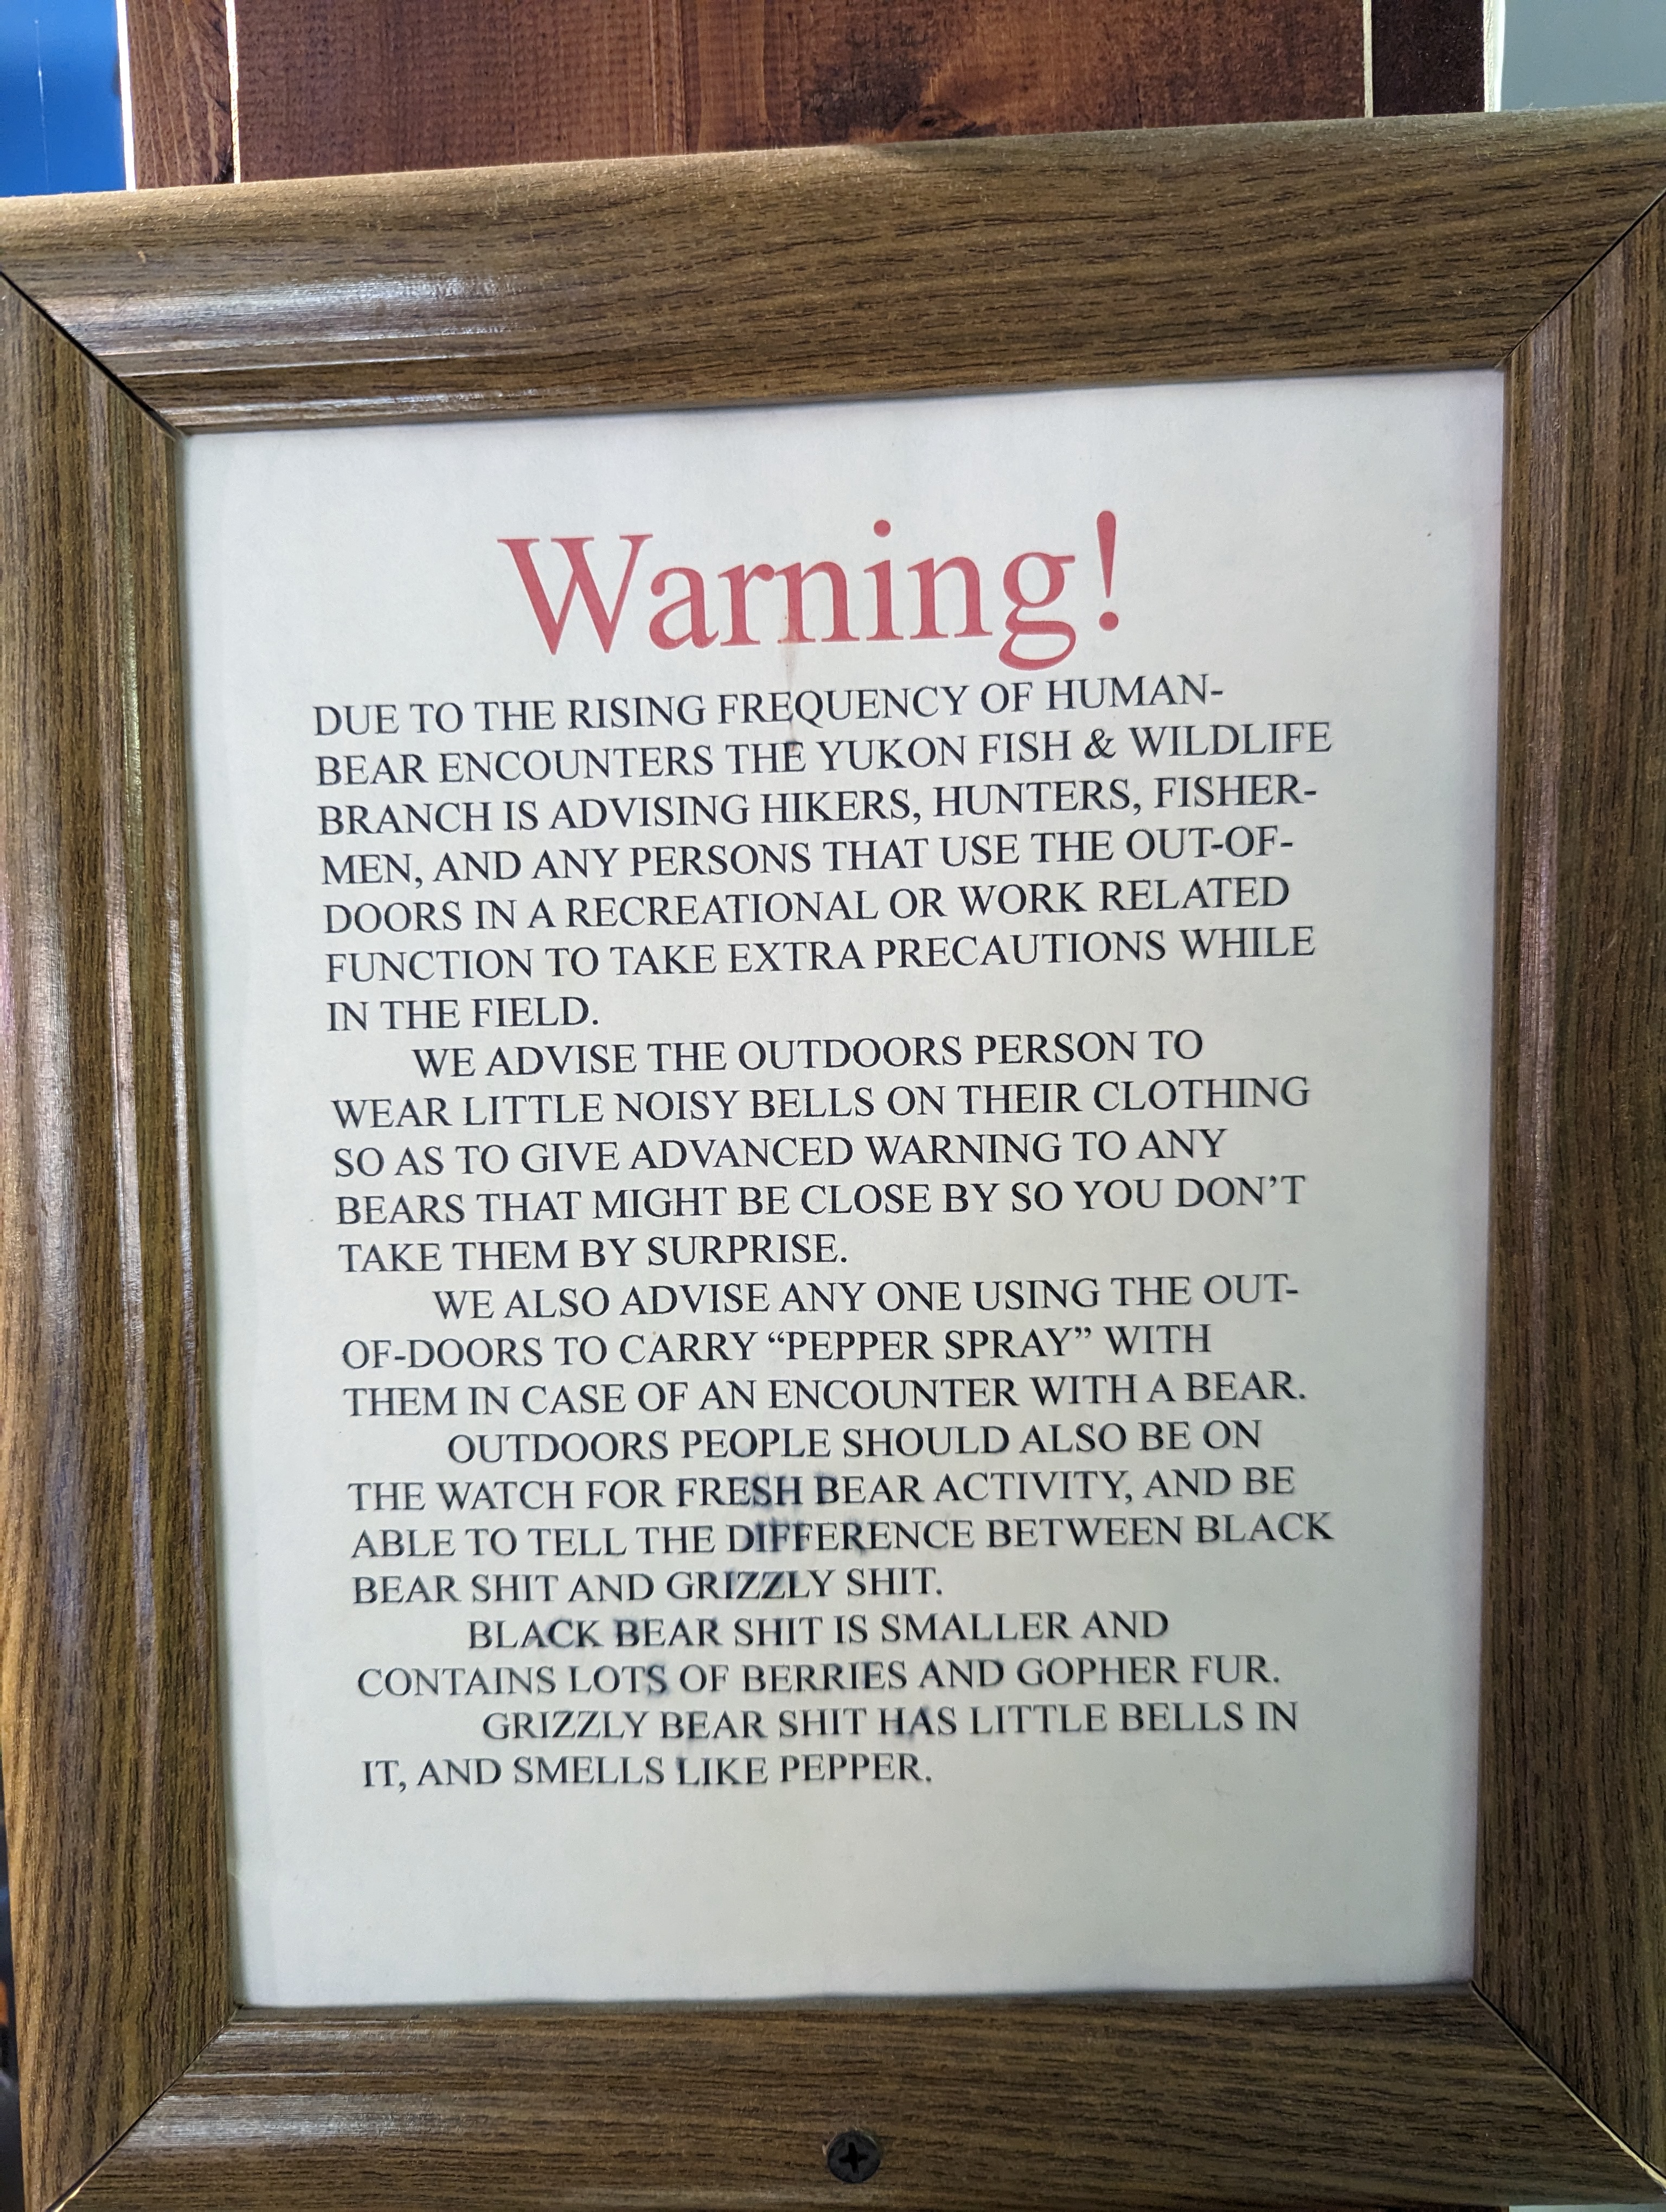 Warning!
DUE TO THE RISING FREQUENCY OF HUMAN-
BEAR ENCOUNTERS THE YUKON FISH & WILDLIFE
BRANCH IS ADVISING HIKERS, HUNTERS, FISHER-
MEN, AND ANY PERSONS THAT USE THE OUT-OF-
DOORS IN A RECREATIONAL OR WORK RELATED
FUNCTION TO TAKE EXTRA PRECAUTIONS WHILE
IN THE FIELD.
WE ADVISE THE OUTDOORS PERSON TO
WEAR LITTLE NOISY BELLS ON THEIR CLOTHING
SO AS TO GIVE ADVANCED WARNING TO ANY
BEARS THAT MIGHT BE CLOSE BY SO YOU DON’T
TAKE THEM BY SURPRISE.
WE ALSO ADVISE ANY ONE USING THE OUT-
OF-DOORS TO CARRY “PEPPER SPRAY” WITH
THEM IN CASE OF AN ENCOUNTER WITH A BEAR.
OUTDOORS PEOPLE SHOULD ALSO BE ON
THE WATCH FOR FRESH BEAR ACTIVITY, AND BE
ABLE TO TELL THE DIFFERENCE BETWEEN BLACK
BEAR SHIT AND GRIZZLY SHIT.
BLACK BEAR SHIT IS SMALLER AND
CONTAINS LOTS OF BERRIES AND GOPHER FUR.
GRIZZLY BEAR SHIT HAS LITTLE BELLS IN
IT, AND SMELLS LIKE PEPPER.